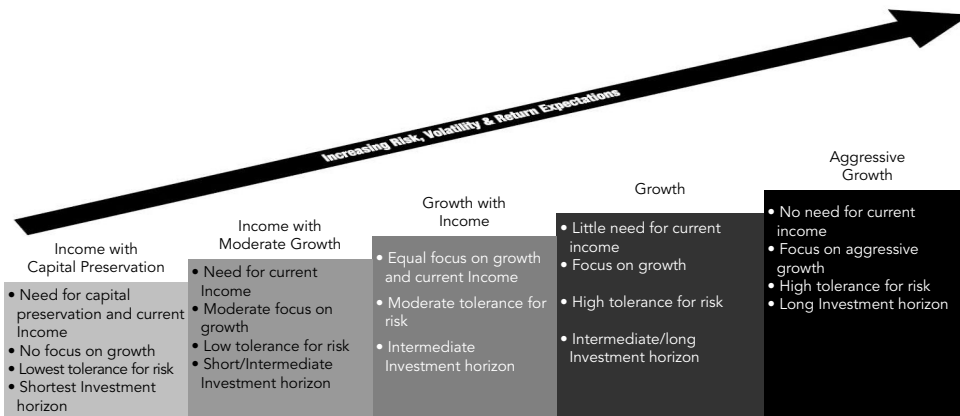 Increasing Risk, Volatility & Return Expectations
Income with
Capital Preservation
• Need for capital
preservation and current
Income
• No focus on growth
• Lowest tolerance for risk
• Shortest Investment
horizon
Income with
Moderate Growth
• Need for current
Income
• Moderate focus on
growth
• Low tolerance for risk
• Short/Intermediate
Investment horizon
Growth with
Income
• Equal focus on growth
and current Income
• Moderate tolerance for
risk
• Intermediate
Investment horizon
Growth
• Little need for current
income
• Focus on growth
• High tolerance for risk
• Intermediate/long
Investment horizon
Aggressive
Growth
• No need for current
income
• Focus on aggressive
growth
• High tolerance for risk
• Long Investment horizon